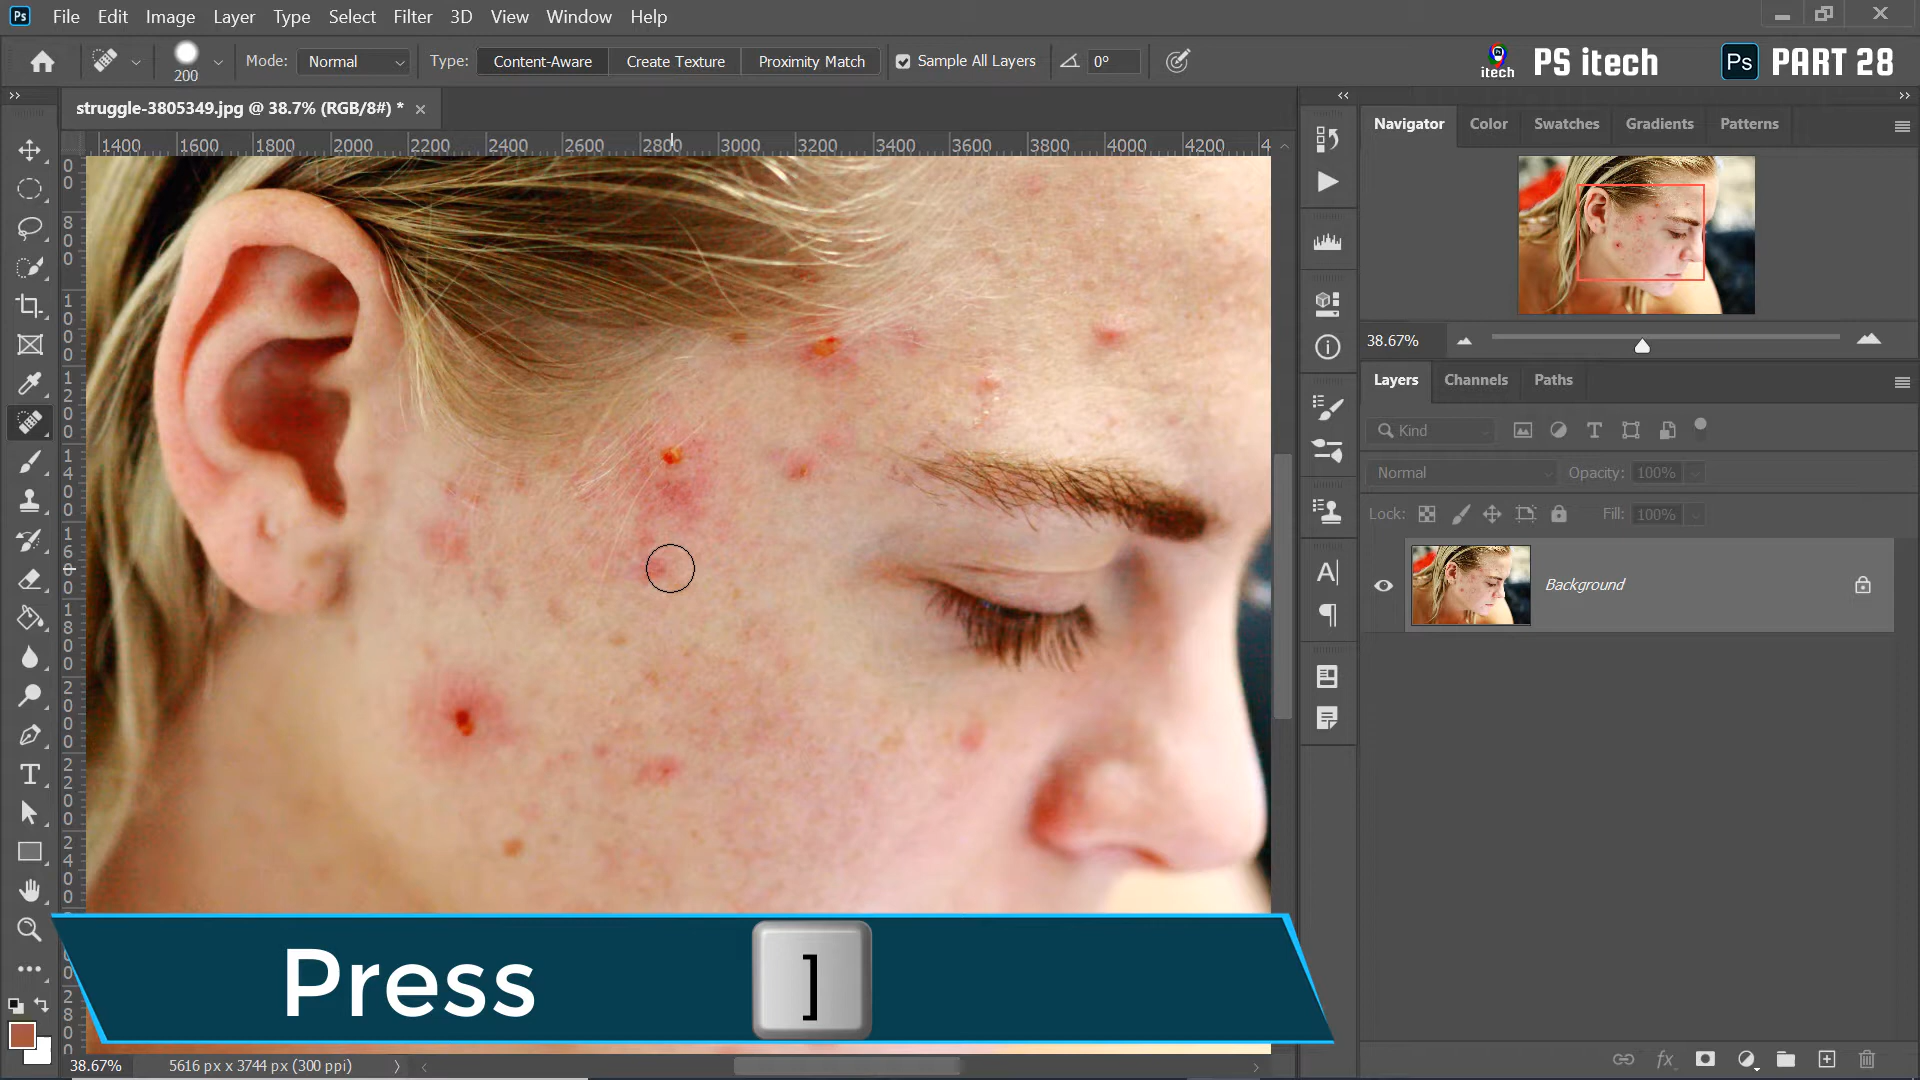 Ps File Edit Image Layer Type Select Filter 3D View Window Help
200 Mode: Normal Type: Content-Aware Create Texture Proximity Match Sample All Layers 0°
itech PS itech Ps PART 28
struggle-3805349.jpg @ 38.7% (RGB/8#) *
1400 1600 1800 2000 2200 2400 2600 2800 3000 3200 3400 3600 3800 4000 4200 4
Navigator Color Swatches Gradients Patterns
38.67%
Layers Channels Paths
Kind
Normal Opacity: 100%
Lock: Fill: 100%
Background
Press ]
38.67% 5616 px x 3744 px (300 ppi)